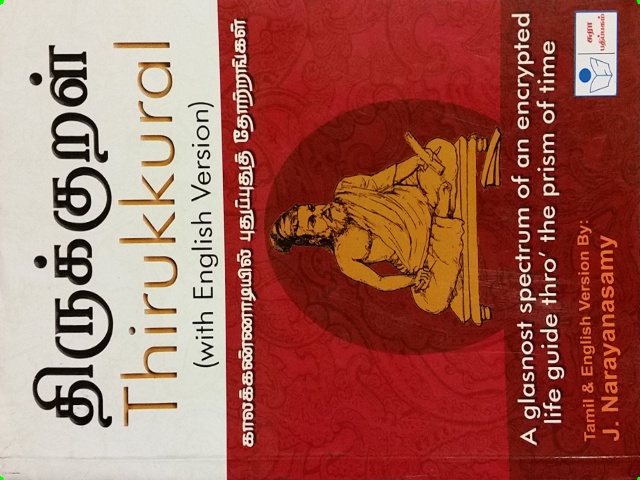 திருக்குறள்
Thirukkural
(with English Version)
காலக்கண்ணாடியில் புதுப்புதுத் தோற்றங்கள்
A glasnost spectrum of an encrypted
life guide thro' the prism of time
Tamil & English Version By:
J. Narayanasamy
சுரா
பதிப்பகம்